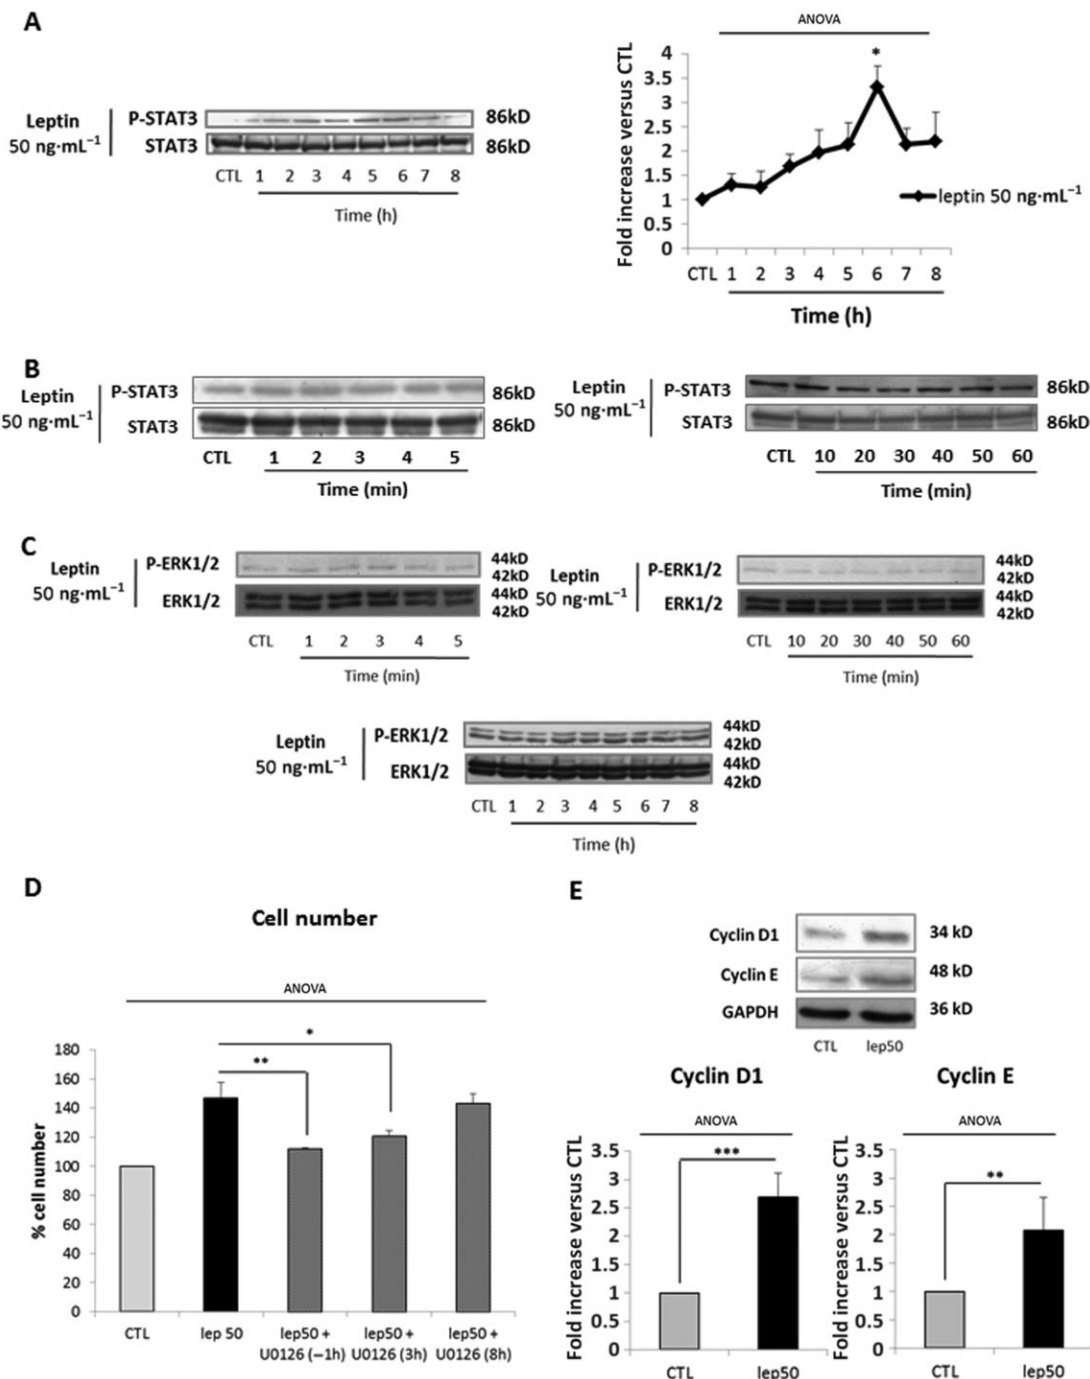 A
Leptin
50 ng·mL⁻¹
P-STAT3
86kD
STAT3
86kD
CTL 1 2 3 4 5 6 7 8
Time (h)
ANOVA
*
Fold increase versus CTL
4
3.5
3
2.5
2
1.5
1
0.5
0
leptin 50 ng·mL⁻¹
CTL 1 2 3 4 5 6 7 8
Time (h)
B
Leptin
50 ng·mL⁻¹
P-STAT3
86kD
STAT3
86kD
CTL 1 2 3 4 5
Time (min)
Leptin
50 ng·mL⁻¹
P-STAT3
86kD
STAT3
86kD
CTL 10 20 30 40 50 60
Time (min)
C
Leptin
50 ng·mL⁻¹
P-ERK1/2
44kD
42kD
ERK1/2
44kD
42kD
CTL 1 2 3 4 5
Time (min)
Leptin
50 ng·mL⁻¹
P-ERK1/2
44kD
42kD
ERK1/2
44kD
42kD
CTL 10 20 30 40 50 60
Time (min)
Leptin
50 ng·mL⁻¹
P-ERK1/2
44kD
42kD
ERK1/2
44kD
42kD
CTL 1 2 3 4 5 6 7 8
Time (h)
D
Cell number
ANOVA
*
**
% cell number
180
160
140
120
100
80
60
40
20
0
CTL
lep 50
lep50 +
U0126 (−1h)
lep50 +
U0126 (3h)
lep50 +
U0126 (8h)
E
Cyclin D1
34 kD
Cyclin E
48 kD
GAPDH
36 kD
CTL lep50
Cyclin D1
ANOVA
***
Fold increase versus CTL
3.5
3
2.5
2
1.5
1
0.5
0
CTL lep50
Cyclin E
ANOVA
**
Fold increase versus CTL
3.5
3
2.5
2
1.5
1
0.5
0
CTL lep50